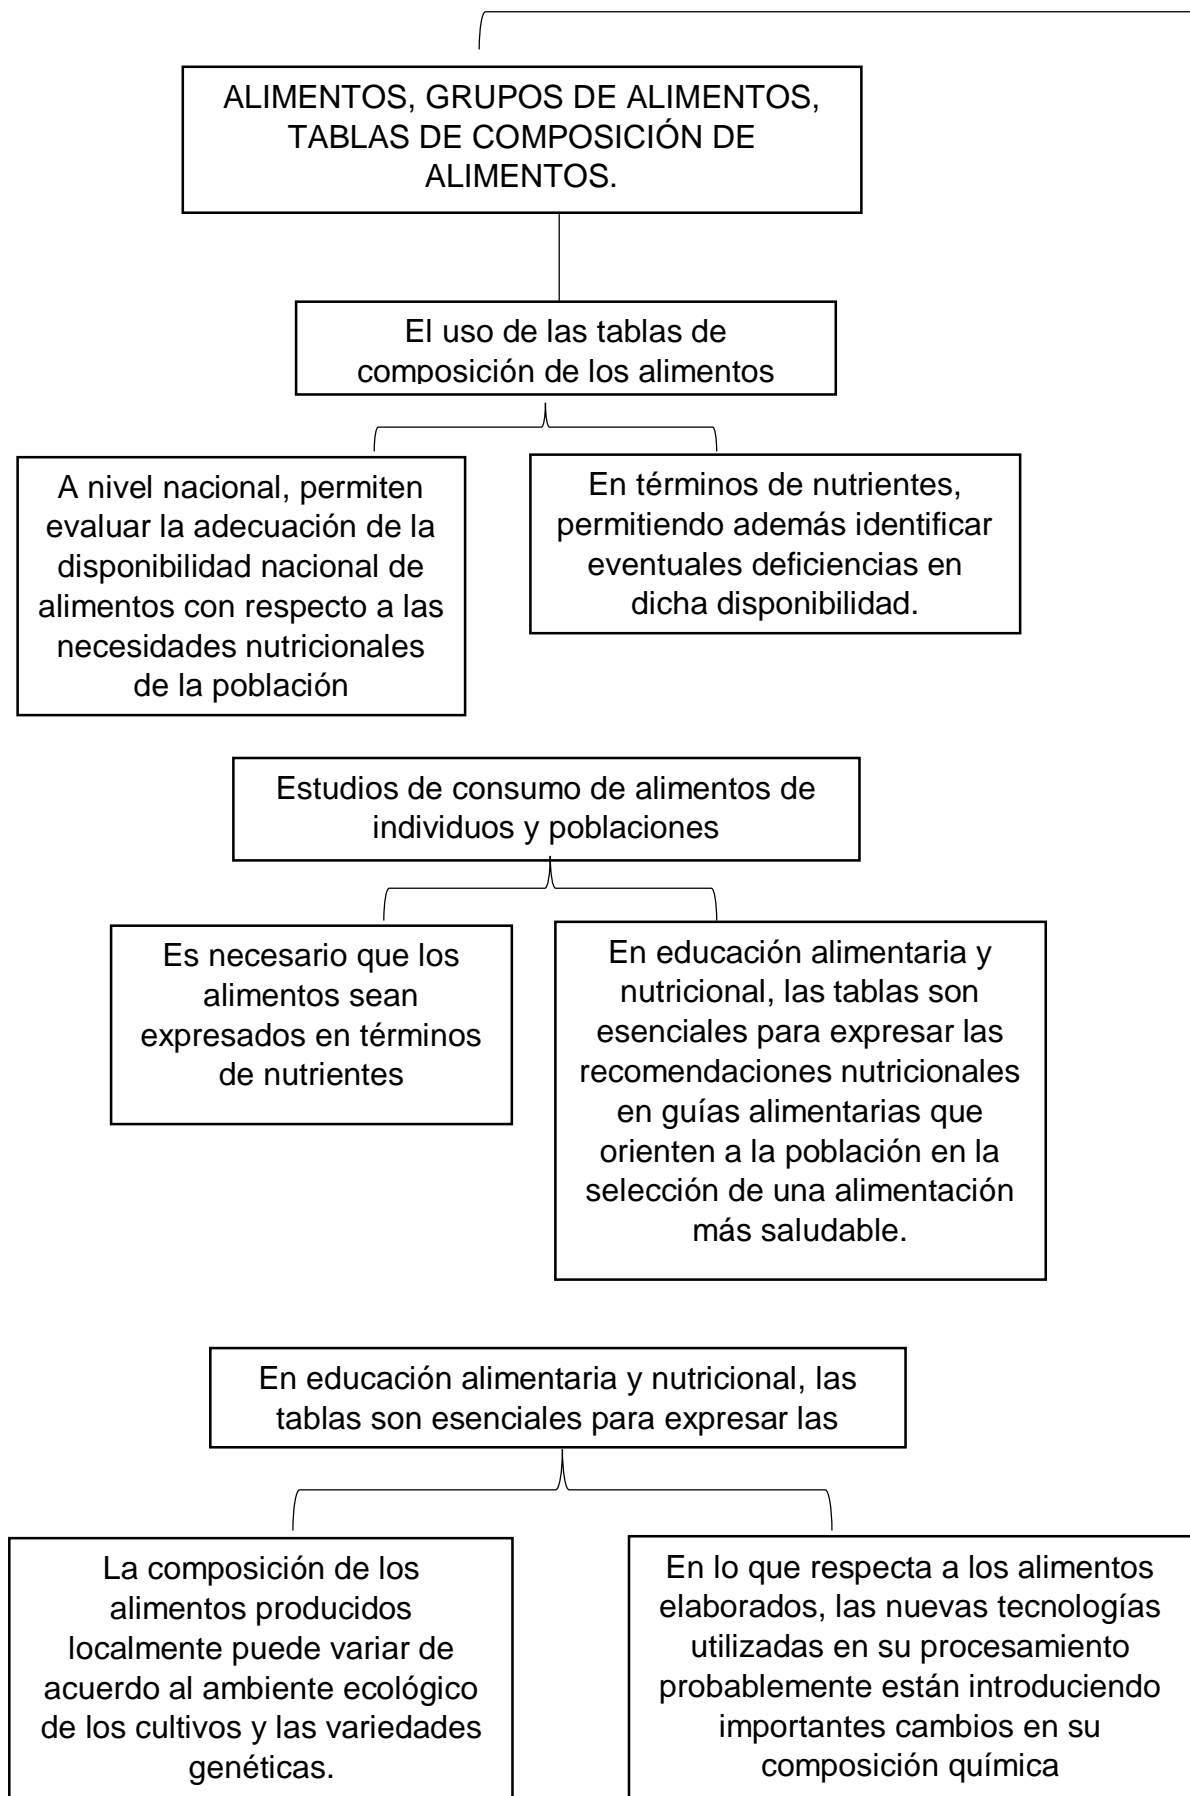 ALIMENTOS, GRUPOS DE ALIMENTOS,
TABLAS DE COMPOSICIÓN DE
ALIMENTOS.
El uso de las tablas de
composición de los alimentos
A nivel nacional, permiten
evaluar la adecuación de la
disponibilidad nacional de
alimentos con respecto a las
necesidades nutricionales
de la población
En términos de nutrientes,
permitiendo además identificar
eventuales deficiencias en
dicha disponibilidad.
Estudios de consumo de alimentos de
individuos y poblaciones
Es necesario que los
alimentos sean
expresados en términos
de nutrientes
En educación alimentaria y
nutricional, las tablas son
esenciales para expresar las
recomendaciones nutricionales
en guías alimentarias que
orienten a la población en la
selección de una alimentación
más saludable.
En educación alimentaria y nutricional, las
tablas son esenciales para expresar las
La composición de los
alimentos producidos
localmente puede variar de
acuerdo al ambiente ecológico
de los cultivos y las variedades
genéticas.
En lo que respecta a los alimentos
elaborados, las nuevas tecnologías
utilizadas en su procesamiento
probablemente están introduciendo
importantes cambios en su
composición química